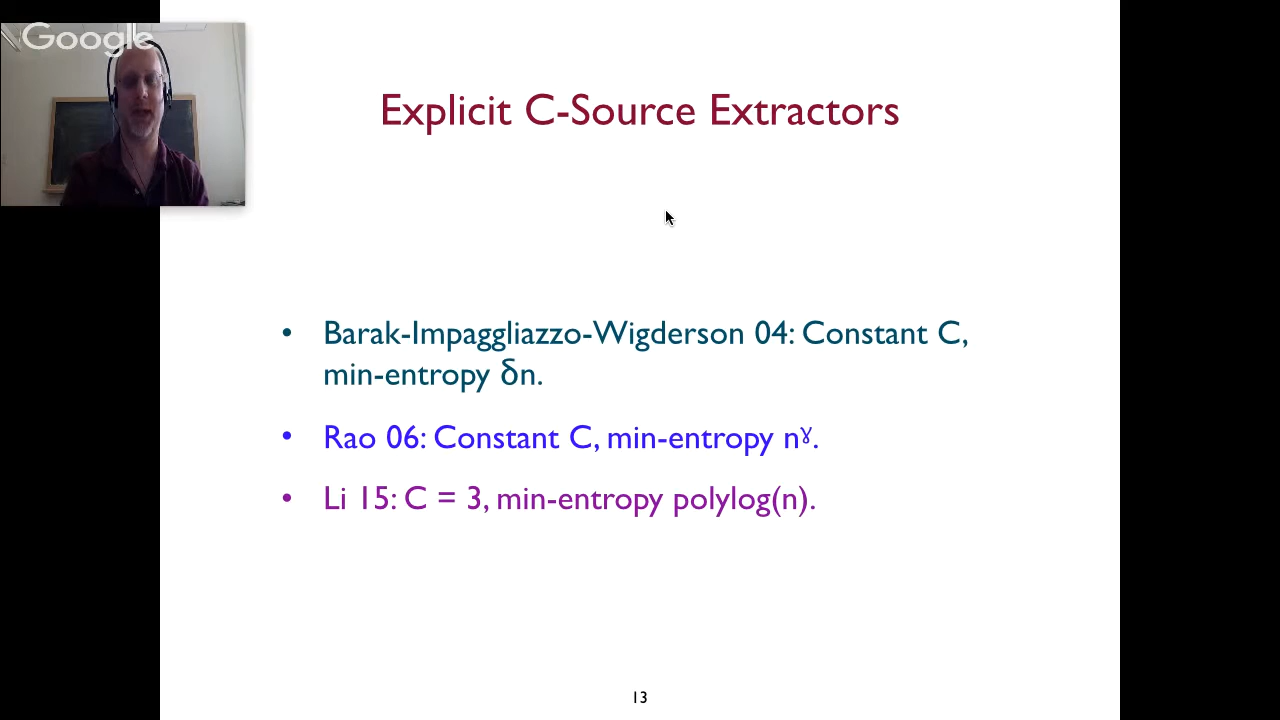 Google
Explicit C-Source Extractors
• Barak-Impaggliazzo-Wigderson 04: Constant C,
min-entropy δn.
• Rao 06: Constant C, min-entropy nᵞ.
• Li 15: C = 3, min-entropy polylog(n).
13